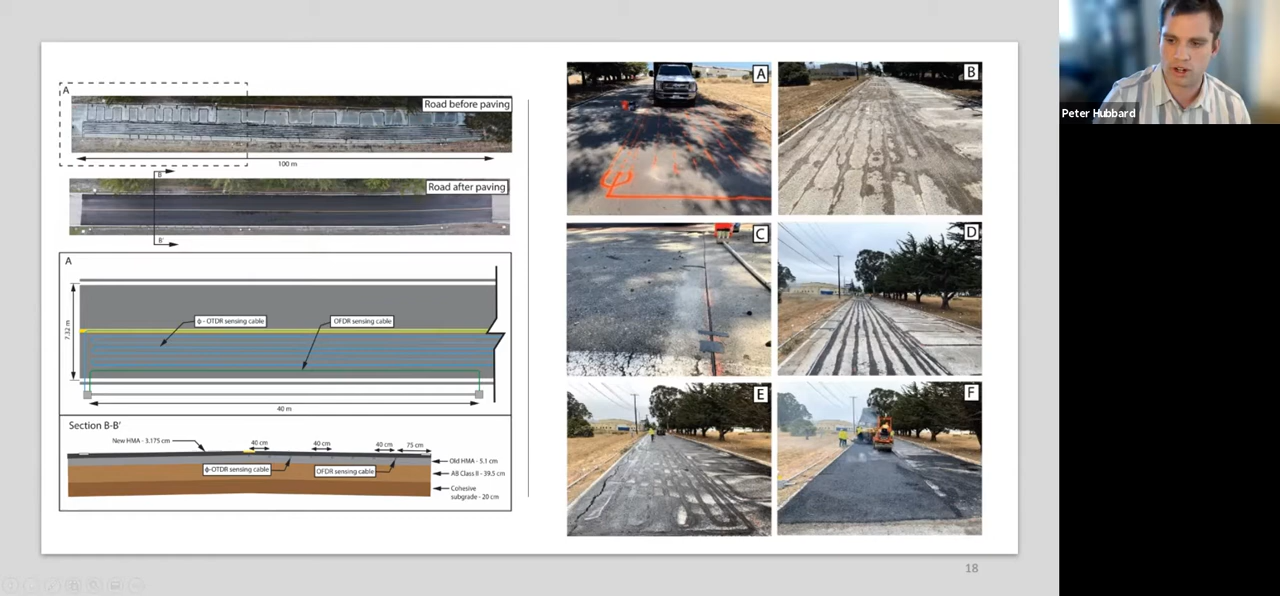 A
Road before paving
100 m
B
Road after paving
B'
A
ϕ - OTDR sensing cable
OFDR sensing cable
7.32 m
40 m
Section B-B'
New HMA - 3.175 cm
40 cm
40 cm
40 cm
75 cm
Old HMA - 5.1 cm
ϕ-OTDR sensing cable
OFDR sensing cable
AB Class II - 39.5 cm
Cohesive
subgrade - 20 cm
A
B
C
D
E
F
18
Peter Hubbard